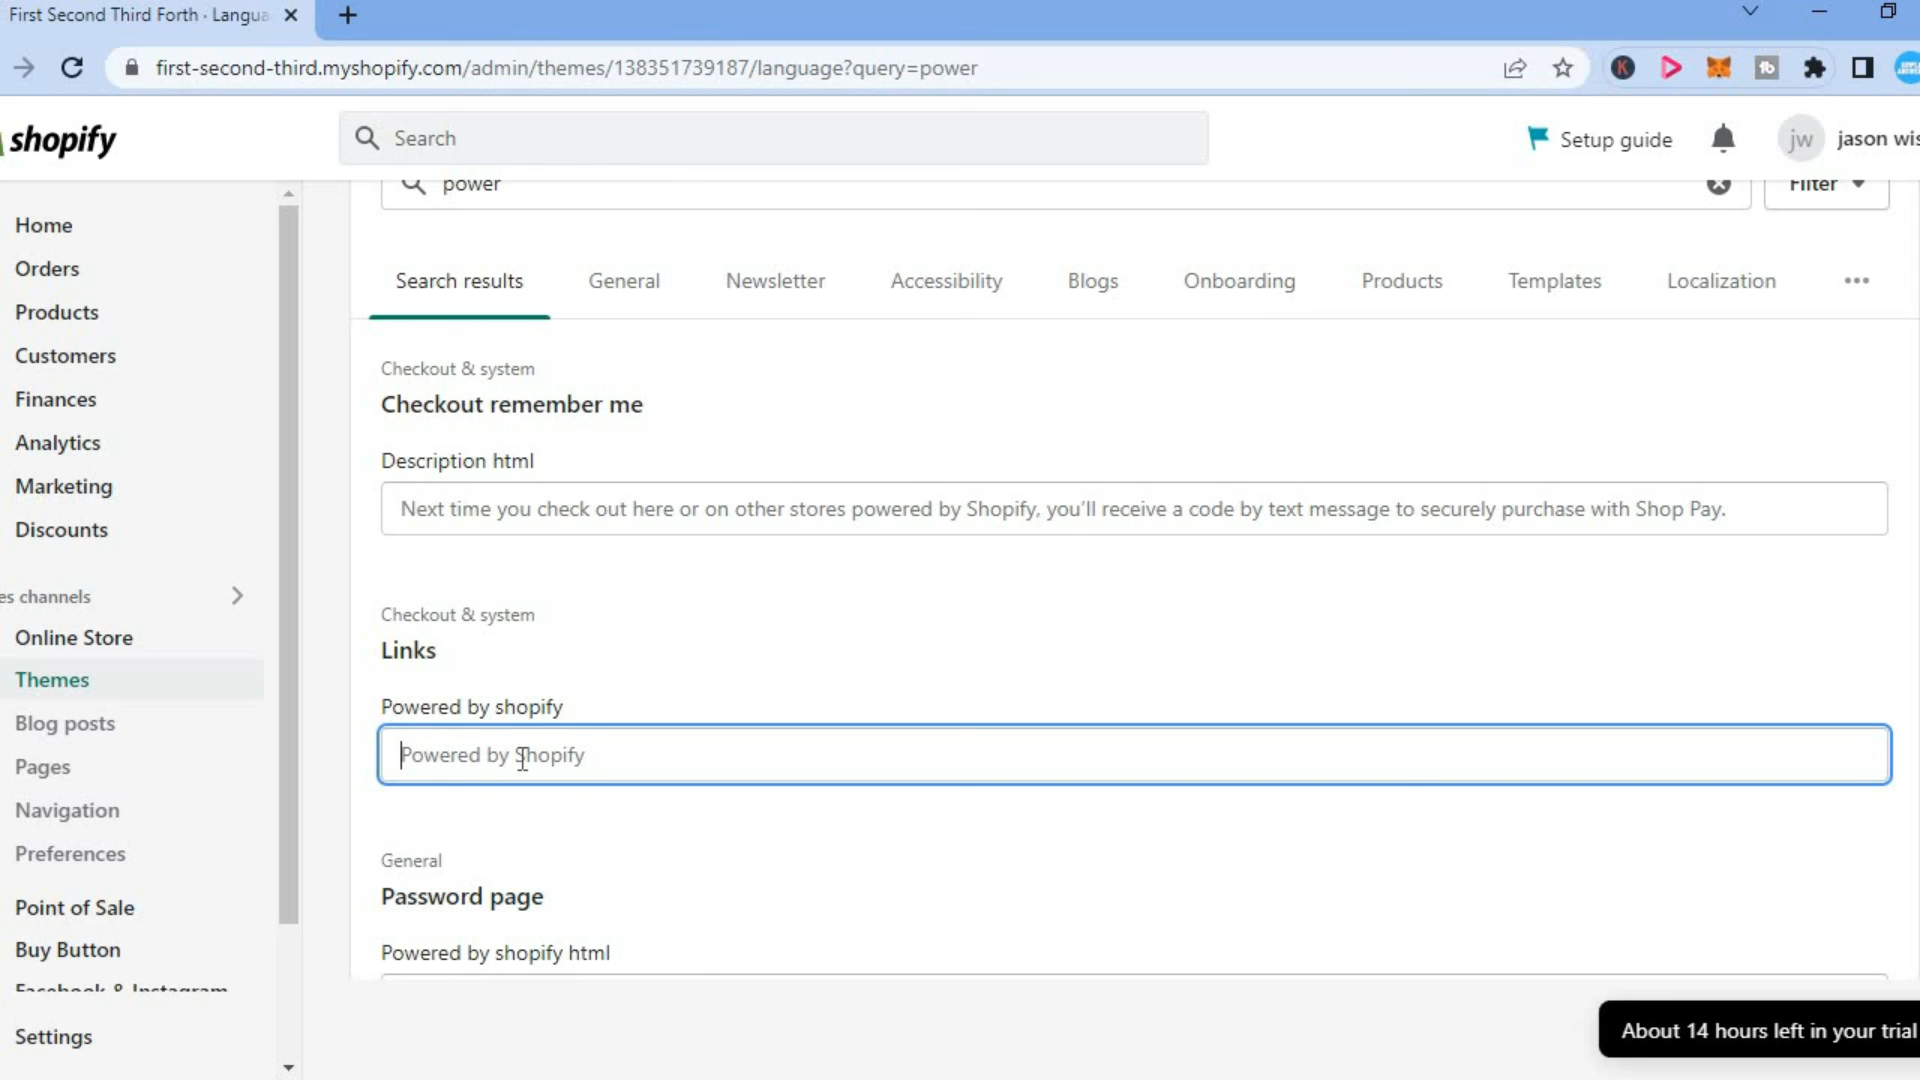 First Second Third Forth · Langua
first-second-third.myshopify.com/admin/themes/138351739187/language?query=power
shopify
Search
Setup guide
jw
jason wis
power
Filter
Home
Orders
Products
Customers
Finances
Analytics
Marketing
Discounts
es channels
Online Store
Themes
Blog posts
Pages
Navigation
Preferences
Point of Sale
Buy Button
Facebook & Instagram
Settings
Search results
General
Newsletter
Accessibility
Blogs
Onboarding
Products
Templates
Localization
Checkout & system
Checkout remember me
Description html
Next time you check out here or on other stores powered by Shopify, you'll receive a code by text message to securely purchase with Shop Pay.
Checkout & system
Links
Powered by shopify
Powered by Shopify
General
Password page
Powered by shopify html
About 14 hours left in your trial